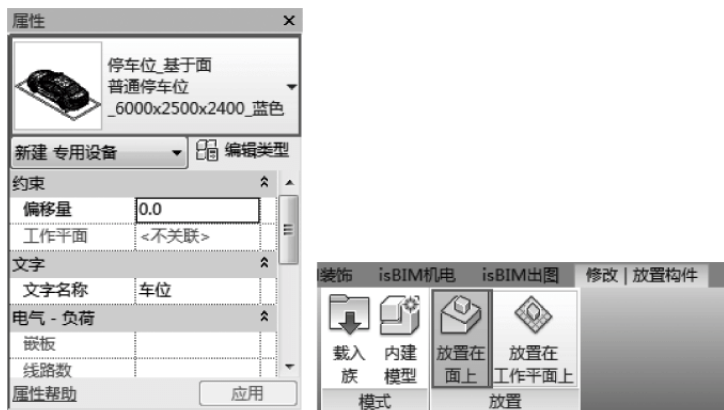 属性
停车位_基于面
普通停车位
_6000x2500x2400_蓝色
新建 专用设备
编辑类型
约束
偏移量 0.0
工作平面 <不关联>
文字
文字名称 车位
电气 - 负荷
嵌板
线路数
属性帮助 应用
装饰 isBIM机电 isBIM出图 修改 | 放置构件
载入 内建 放置在 放置在
族 模型 面上 工作平面上
模式 放置